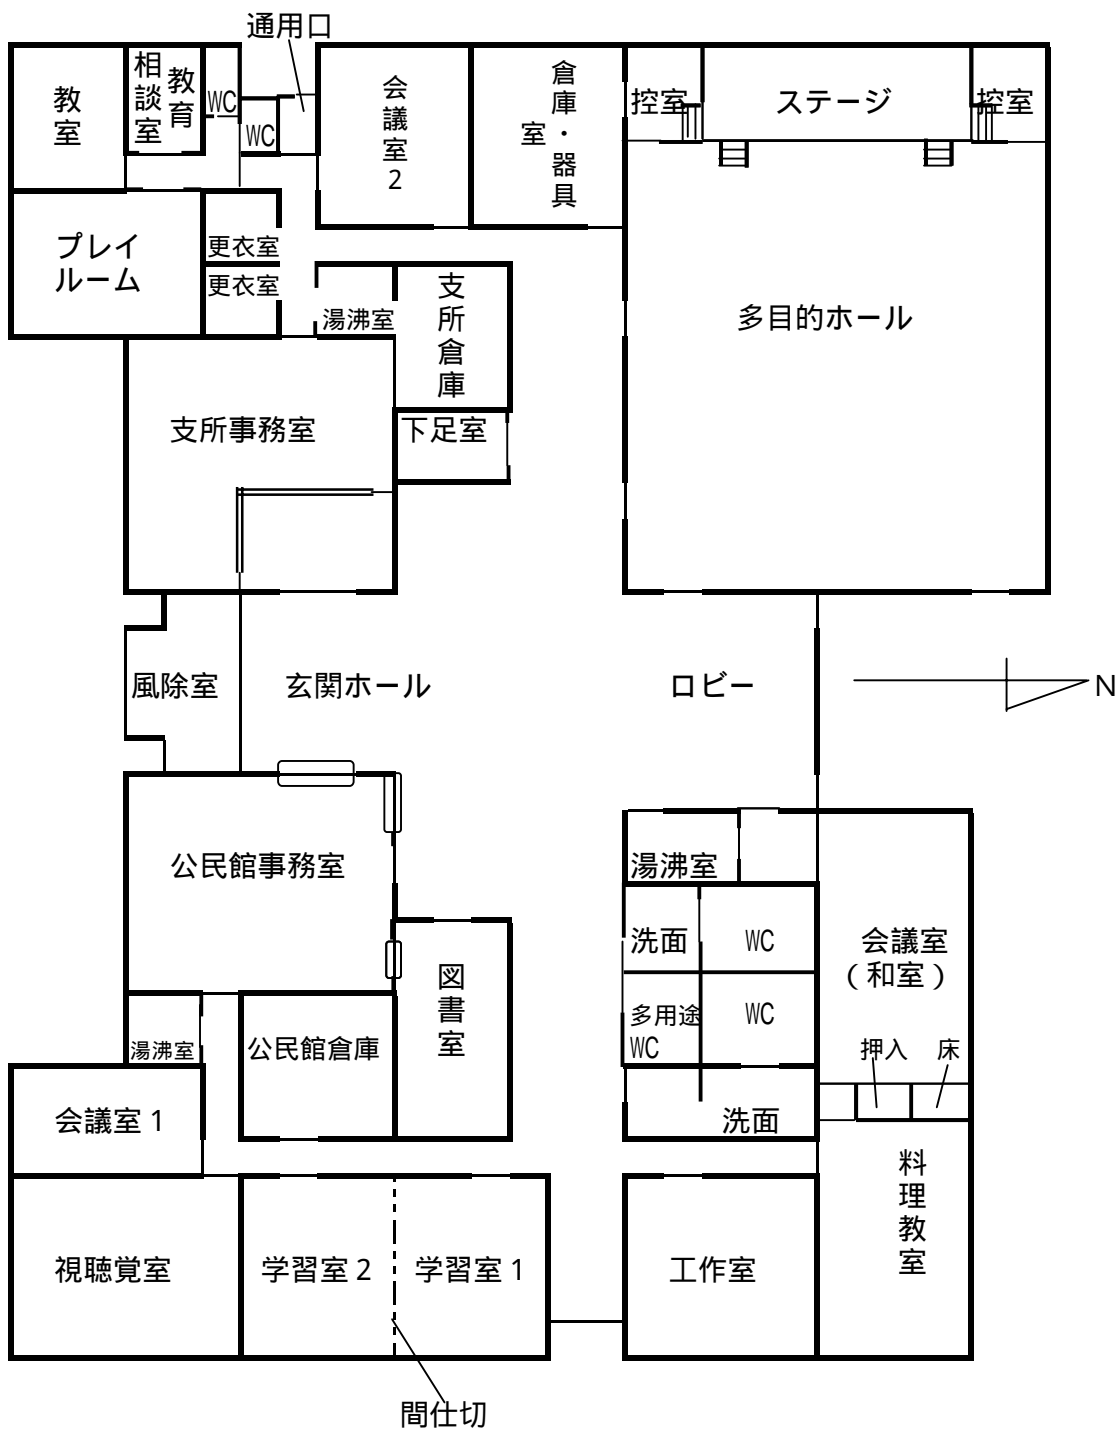 通用口
教室
相談室
教育
WC
WC
会議室2
倉庫・器具
室
控室
ステージ
控室
プレイ
ルーム
更衣室
更衣室
湯沸室
支所倉庫
多目的ホール
支所事務室
下足室
風除室
玄関ホール
ロビー
N
公民館事務室
湯沸室
洗面
WC
会議室
（和室）
図書室
多用途
WC
WC
湯沸室
公民館倉庫
押入
床
会議室1
洗面
料理教室
視聴覚室
学習室2
学習室1
工作室
間仕切